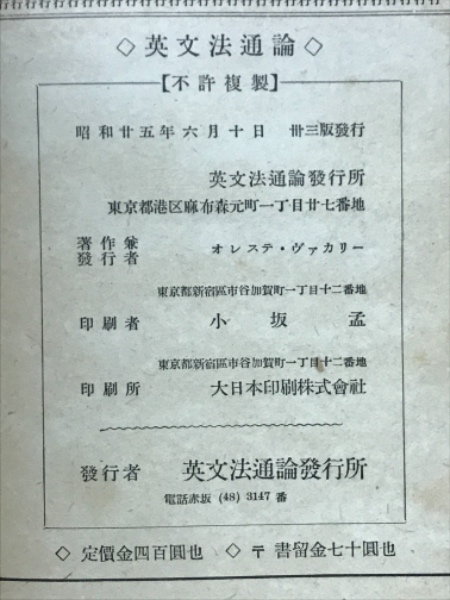 ◇ 英文法通論 ◇
【不許複製】
昭和廿五年六月十日 卅三版發行
英文法通論發行所
東京都港区麻布森元町一丁目廿七番地
著作兼
發行者 オレステ・ヴァカリー
東京都新宿區市谷加賀町一丁目十二番地
印刷者 小坂孟
東京都新宿區市谷加賀町一丁目十二番地
印刷所 大日本印刷株式會社
發行者 英文法通論發行所
電話赤坂 (48) 3147 番
◇ 定價金四百圓也 ◇ 〒 書留金七十圓也